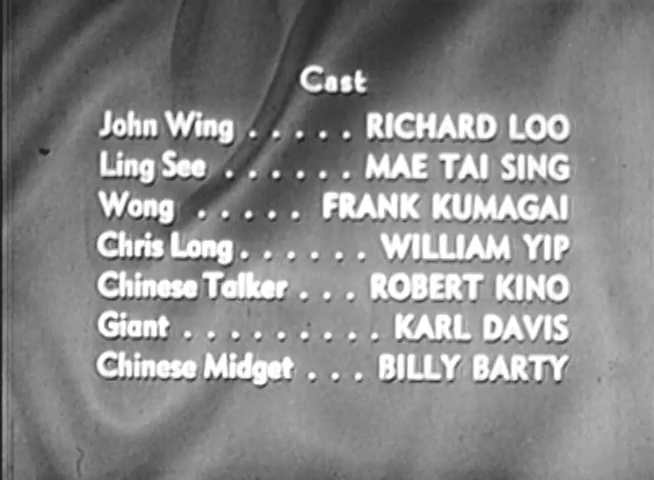 Cast
John Wing . . . . . RICHARD LOO
Ling See . . . . . . MAE TAI SING
Wong . . . . . FRANK KUMAGAI
Chris Long . . . . . . WILLIAM YIP
Chinese Talker . . . ROBERT KINO
Giant . . . . . . . . . KARL DAVIS
Chinese Midget . . . BILLY BARTY